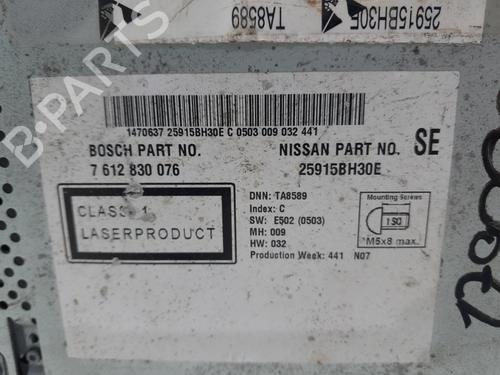 TA8589
25915BH30E
1470637 25915BH30E C 0503 009 032 441
BOSCH PART NO. NISSAN PART NO. SE
7 612 830 076 25915BH30E
CLASS 1
LASERPRODUCT
DNN: TA8589
Index: C
SW: E502 (0503)
MH: 009
HW: 032
Production Week: 441 N07
Mounting Screws
ISO
*M5x8 max.